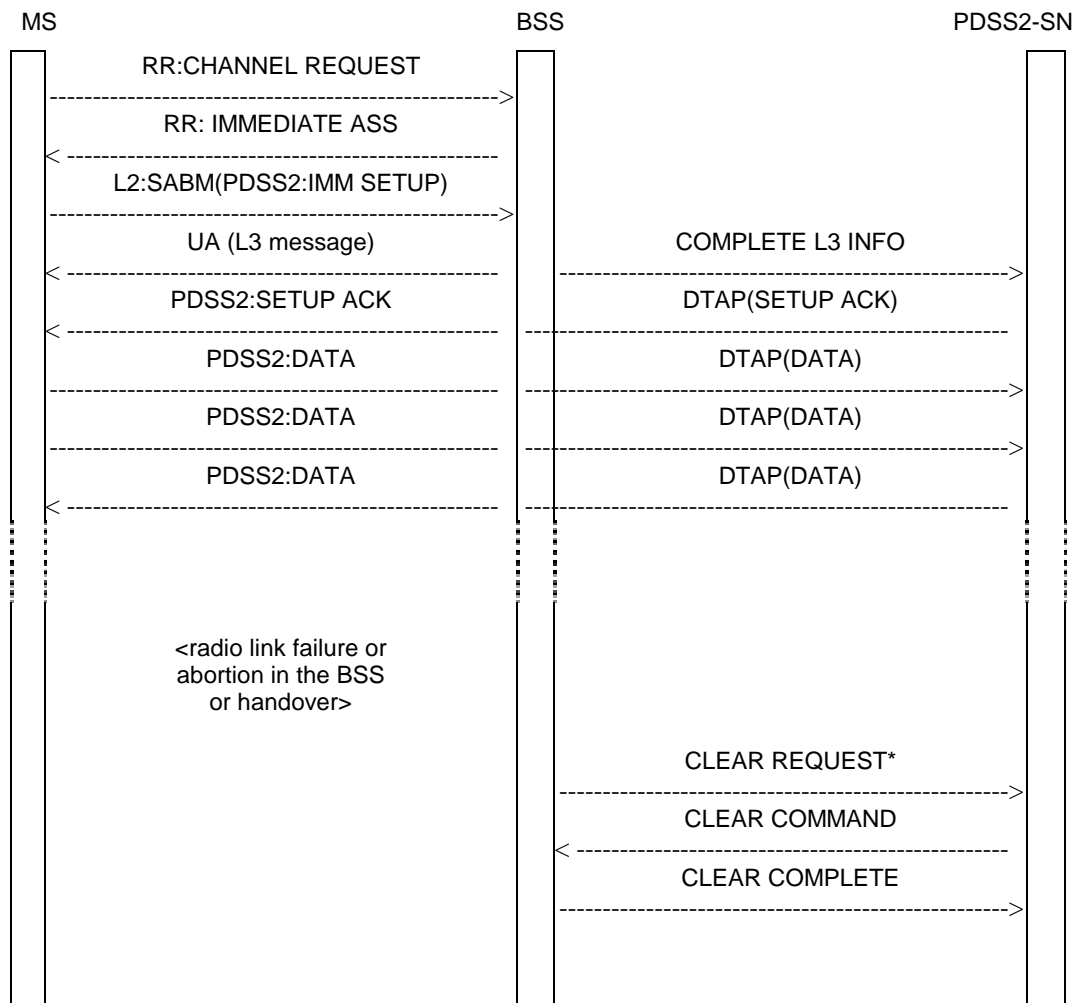 MS BSS PDSS2-SN
RR:CHANNEL REQUEST
RR: IMMEDIATE ASS
L2:SABM(PDSS2:IMM SETUP)
UA (L3 message) COMPLETE L3 INFO
PDSS2:SETUP ACK DTAP(SETUP ACK)
PDSS2:DATA DTAP(DATA)
PDSS2:DATA DTAP(DATA)
PDSS2:DATA DTAP(DATA)
<radio link failure or
abortion in the BSS
or handover>
CLEAR REQUEST*
CLEAR COMMAND
CLEAR COMPLETE